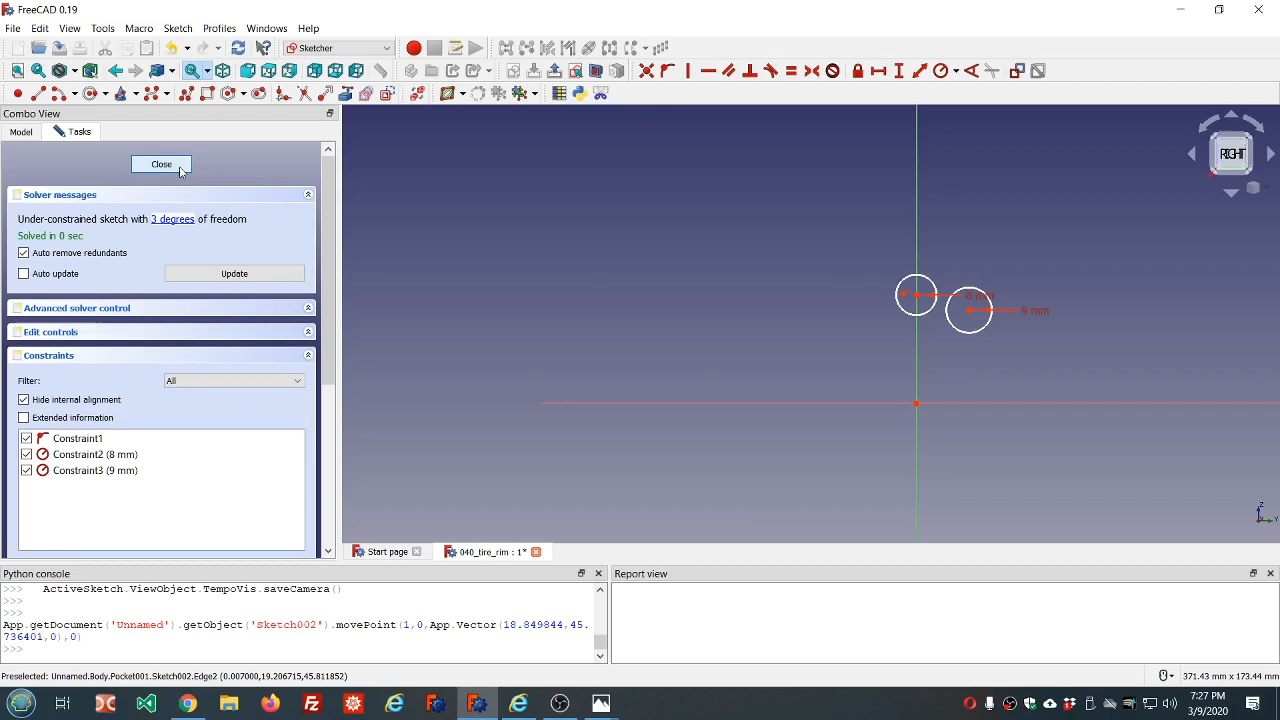 FreeCAD 0.19
File Edit View Tools Macro Sketch Profiles Windows Help
Sketcher
Combo View
Model Tasks
Close
RIGHT
Solver messages
Under-constrained sketch with 3 degrees of freedom
Solved in 0 sec
Auto remove redundants
Auto update Update
Advanced solver control
Edit controls
Constraints
Filter: All
Hide internal alignment
Extended information
Constraint1
Constraint2 (8 mm)
Constraint3 (9 mm)
8 mm
9 mm
Z
Y
Start page 040_tire_rim : 1*
Python console Report view
>>> ActiveSketch.ViewObject.TempoVis.saveCamera()
>>>
>>>
App.getDocument('Unnamed').getObject('Sketch002').movePoint(1,0,App.Vector(18.849844,45.
736401,0),0)
>>>
Preselected: Unnamed.Body.Pocket001.Sketch002.Edge2 (0.007000,19.206715,45.811852) 371.43 mm x 173.44 mm
7:27 PM
3/9/2020